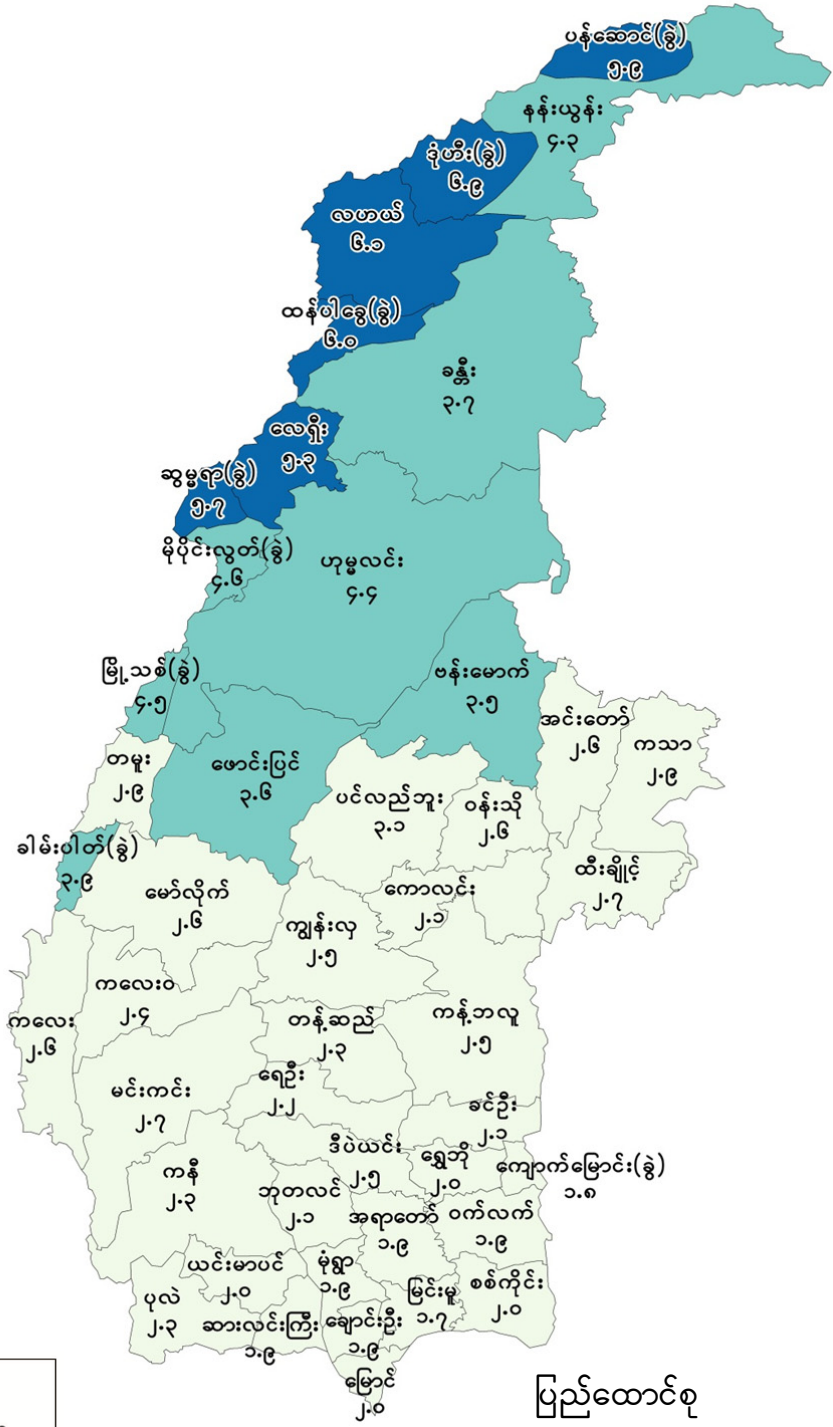 ပန်ဆောင်(ခွဲ)
၅.၉
နန်းယွန်း
၄.၃
ဒုံဟီး(ခွဲ)
၆.၉
လဟယ်
၆.၁
ထန်ပါခွေ(ခွဲ)
၆.၀
ခန္တီး
၃.၇
လေရှီး
၅.၃
ဆွမ္မရာ(ခွဲ)
၅.၇
မိုပိုင်းလွတ်(ခွဲ)
၄.၆
ဟုမ္မလင်း
၄.၄
မြို့သစ်(ခွဲ)
၄.၅
ဗန်းမောက်
၃.၅
အင်းတော်
၂.၆
ကသာ
၂.၉
တမူး
၂.၉
ဖောင်းပြင်
၃.၆
ပင်လည်ဘူး
၃.၁
ဝန်းသို
၂.၆
ခါမ်းပါတ်(ခွဲ)
၃.၉
မော်လိုက်
၂.၆
ကောလင်း
၂.၁
ထီးချိုင့်
၂.၇
ကျွန်းလှ
၂.၅
ကလေးဝ
၂.၄
ကလေး
၂.၆
တန့်ဆည်
၂.၃
ကန့်ဘလူ
၂.၅
ရေဦး
၂.၂
မင်းကင်း
၂.၇
ခင်ဦး
၂.၁
ဒီပဲယင်း
၂.၅
ရွှေဘို
၂.၀
ကျောက်မြောင်း(ခွဲ)
၁.၈
ကနီ
၂.၃
ဘုတလင်
၂.၁
အရာတော်
၁.၉
ဝက်လက်
၁.၉
ယင်းမာပင်
၂.၀
မုံရွာ
၁.၉
မြင်းမူ
၁.၇
စစ်ကိုင်း
၂.၀
ပုလဲ
၂.၃
ဆားလင်းကြီး
၁.၉
ချောင်းဦး
၁.၉
မြောင်
၂.၀
ပြည်ထောင်စု